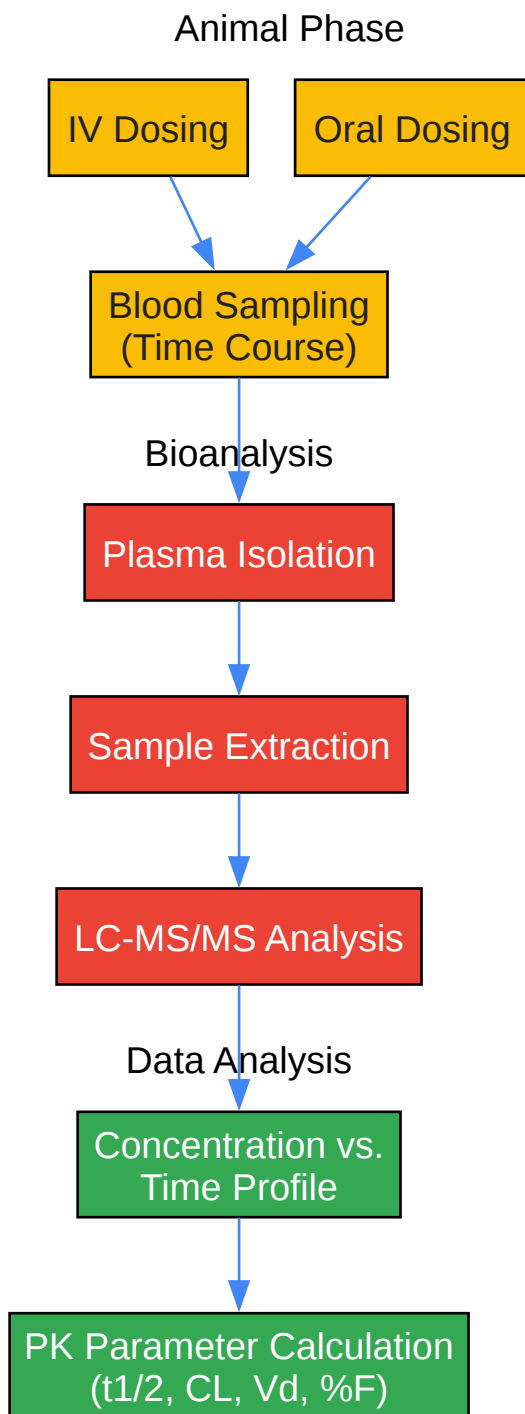 Animal Phase
IV Dosing
Oral Dosing
Blood Sampling
(Time Course)
Bioanalysis
Plasma Isolation
Sample Extraction
LC-MS/MS Analysis
Data Analysis
Concentration vs.
Time Profile
PK Parameter Calculation
(t1/2, CL, Vd, %F)